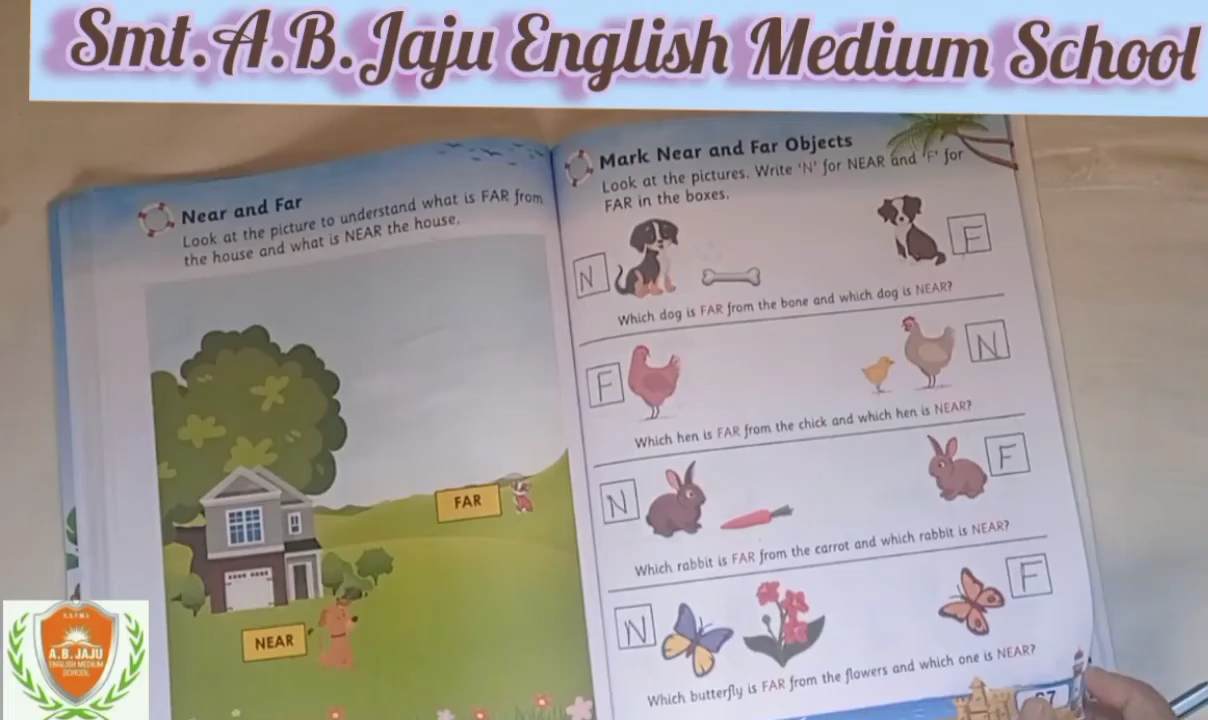 Smt.A.B.Jaju English Medium School
Near and Far
Look at the picture to understand what is FAR from
the house and what is NEAR the house.
FAR
NEAR
Mark Near and Far Objects
Look at the pictures. Write 'N' for NEAR and 'F' for
FAR in the boxes.
N
F
Which dog is FAR from the bone and which dog is NEAR?
F
N
Which hen is FAR from the chick and which hen is NEAR?
N
F
Which rabbit is FAR from the carrot and which rabbit is NEAR?
N
F
Which butterfly is FAR from the flowers and which one is NEAR?
A.B. JAJU
ENGLISH MEDIUM
SCHOOL